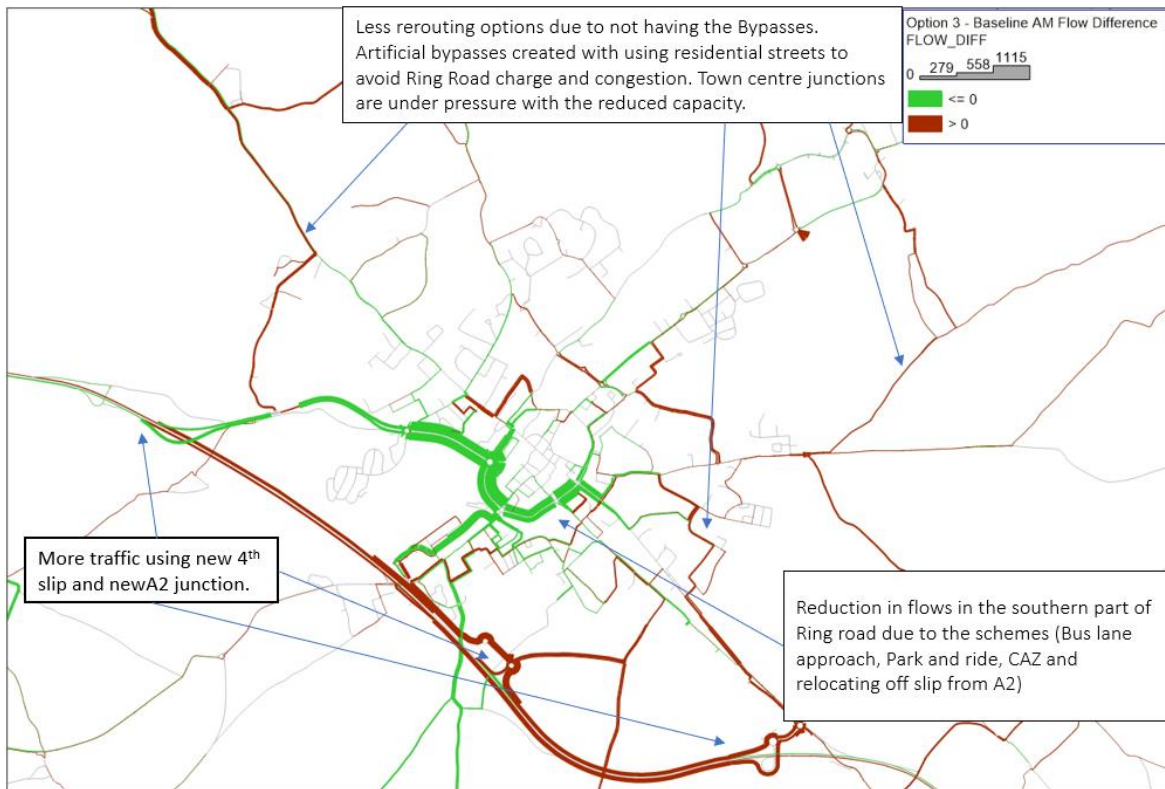 Less rerouting options due to not having the Bypasses.
Artificial bypasses created with using residential streets to
avoid Ring Road charge and congestion. Town centre junctions
are under pressure with the reduced capacity.
Option 3 - Baseline AM Flow Difference
FLOW_DIFF
0 279 558 1115
<= 0
> 0
More traffic using new 4th
slip and newA2 junction.
Reduction in flows in the southern part of
Ring road due to the schemes (Bus lane
approach, Park and ride, CAZ and
relocating off slip from A2)